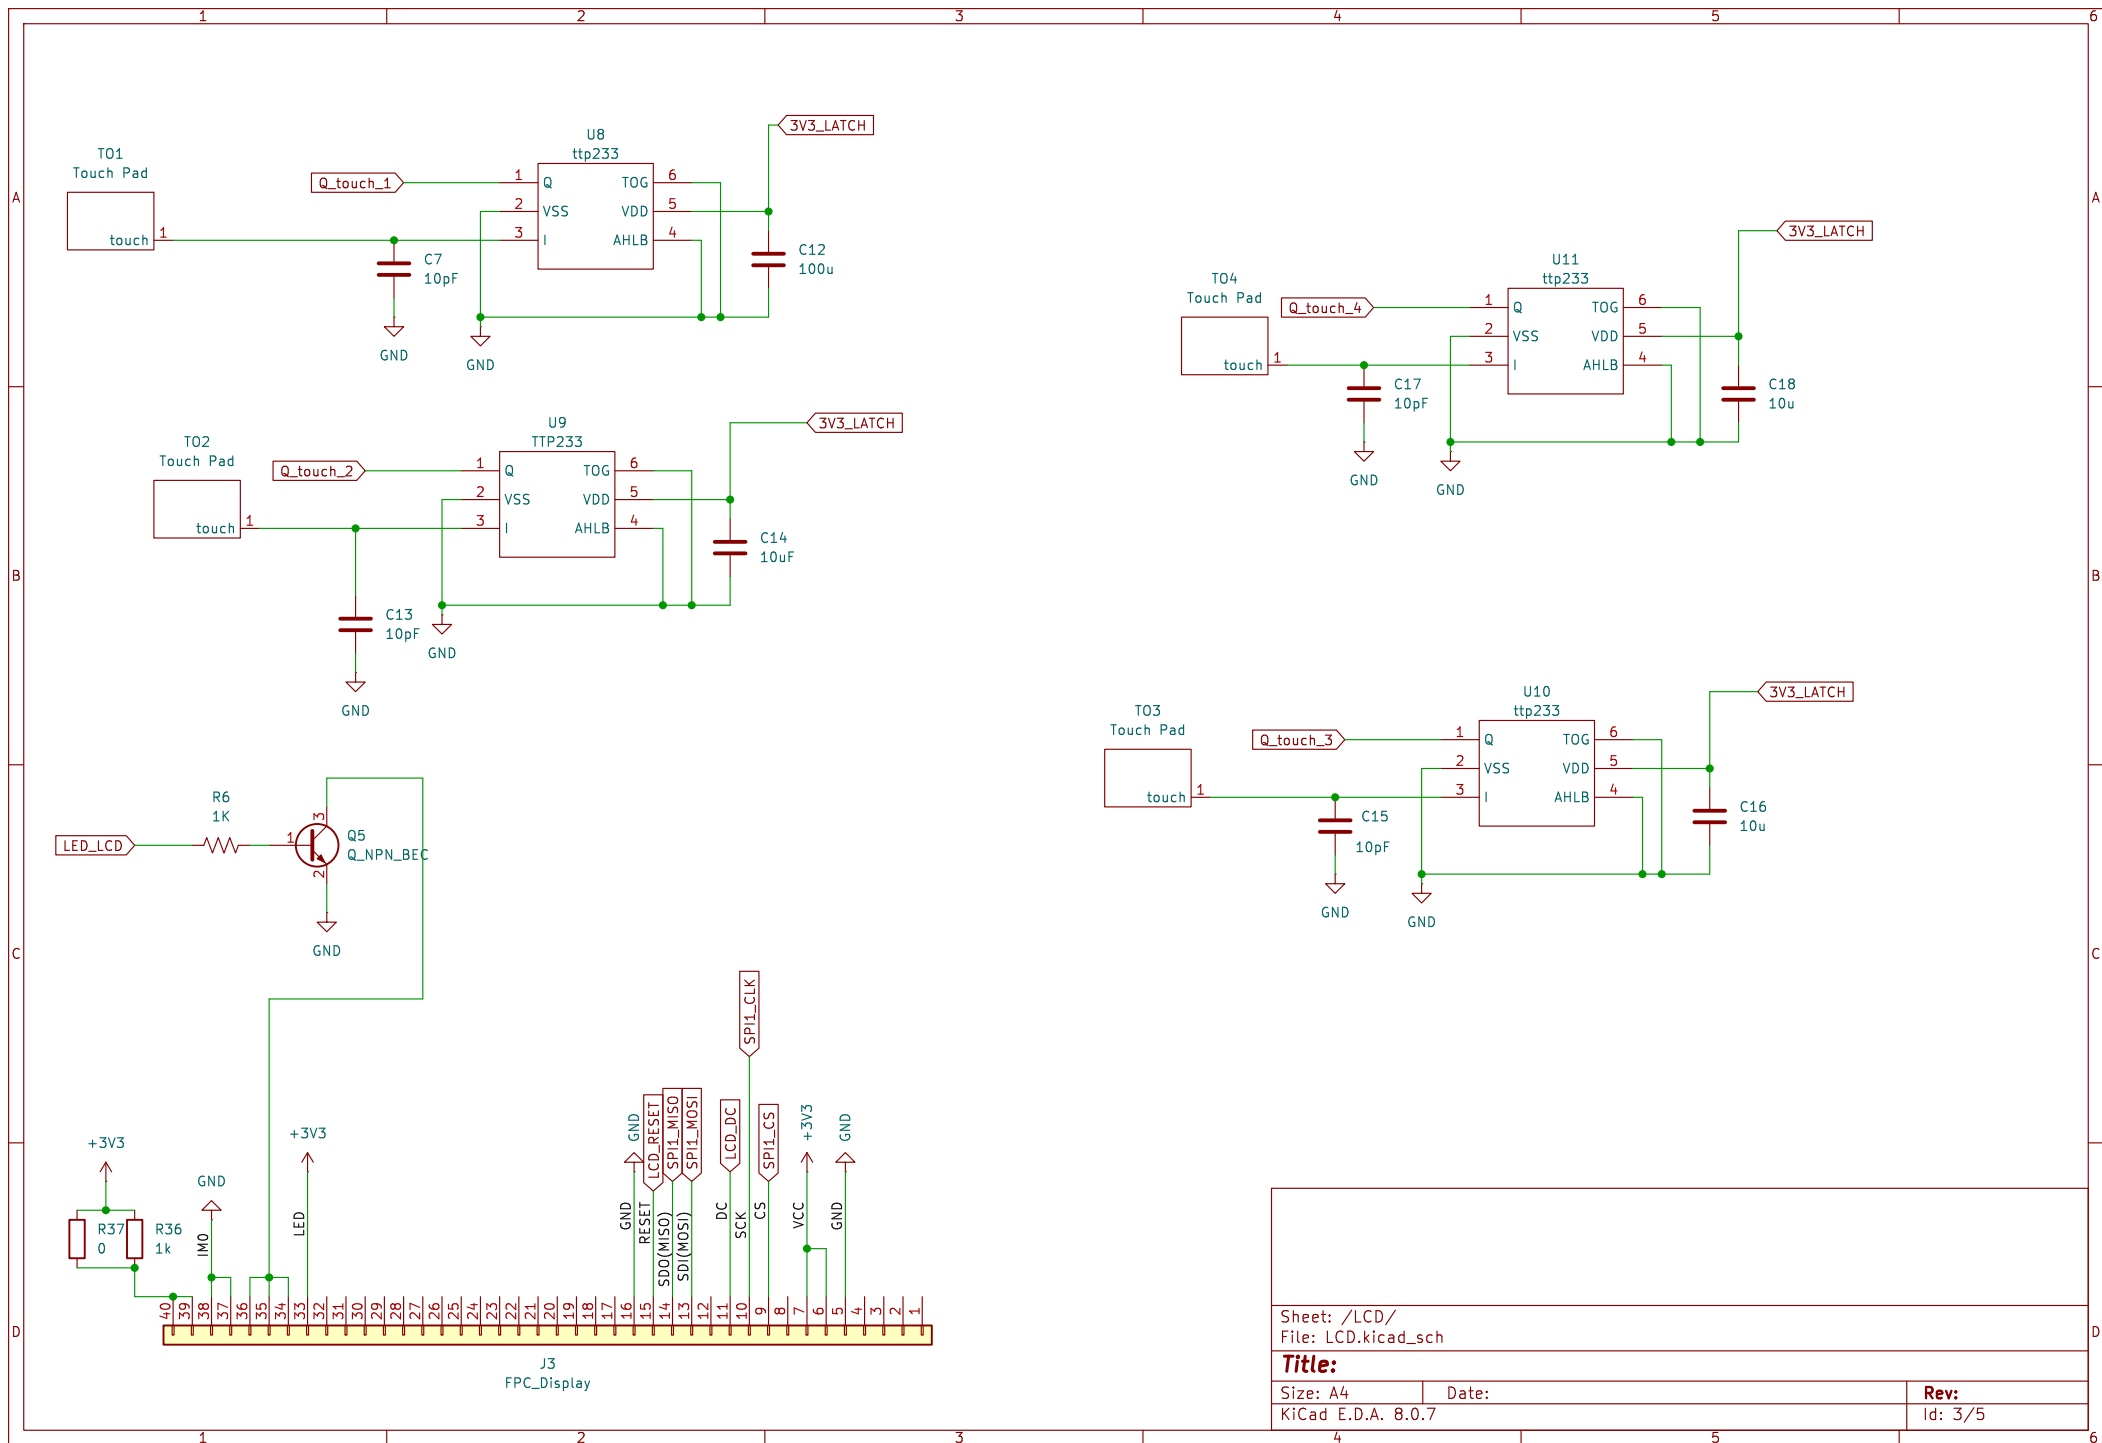 1 2 3 4 5 6
A
B
C
D
A
B
C
D
TO1
Touch Pad
touch 1
Q_touch_1
U8
ttp233
1 Q TOG 6
2 VSS VDD 5
3 I AHLB 4
3V3_LATCH
C7
10pF
GND
GND
C12
100u
TO4
Touch Pad
touch 1
Q_touch_4
U11
ttp233
1 Q TOG 6
2 VSS VDD 5
3 I AHLB 4
3V3_LATCH
C17
10pF
GND
GND
C18
10u
TO2
Touch Pad
touch 1
Q_touch_2
U9
TTP233
1 Q TOG 6
2 VSS VDD 5
3 I AHLB 4
3V3_LATCH
C13
10pF
GND
GND
C14
10uF
TO3
Touch Pad
touch 1
Q_touch_3
U10
ttp233
1 Q TOG 6
2 VSS VDD 5
3 I AHLB 4
3V3_LATCH
C15
10pF
GND
GND
C16
10u
LED_LCD
R6
1K
1
3
2
Q5
Q_NPN_BEC
GND
+3V3
R37
0
R36
1k
GND
IM0
+3V3
LED
GND
GND
LCD_RESET
RESET
SPI1_MISO
SDO(MISO)
SPI1_MOSI
SDI(MOSI)
LCD_DC
DC
SPI1_CLK
SCK
SPI1_CS
CS
+3V3
VCC
GND
GND
40 39 38 37 36 35 34 33 32 31 30 29 28 27 26 25 24 23 22 21 20 19 18 17 16 15 14 13 12 11 10 9 8 7 6 5 4 3 2 1
J3
FPC_Display
Sheet: /LCD/
File: LCD.kicad_sch
Title:
Size: A4 Date: Rev:
KiCad E.D.A. 8.0.7 Id: 3/5
1 2 3 4 5 6